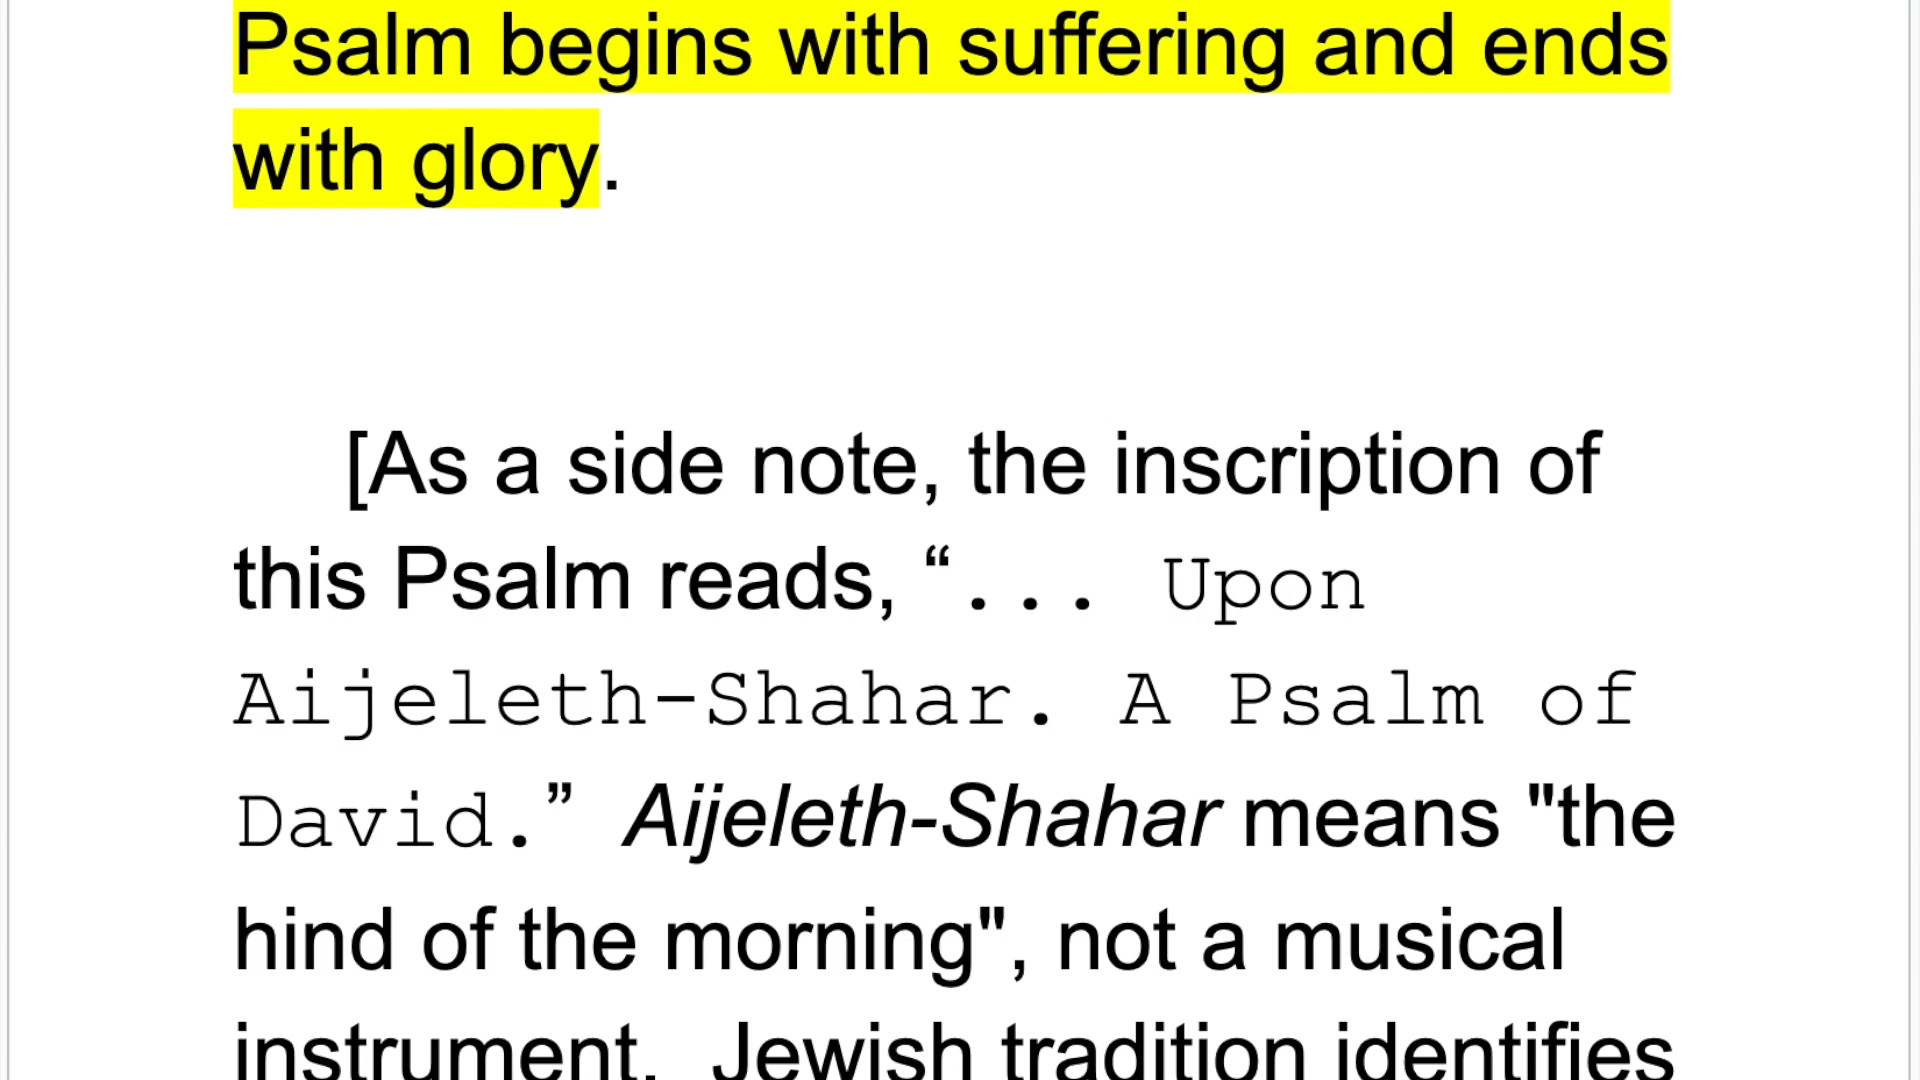 Psalm begins with suffering and ends
with glory.
[As a side note, the inscription of
this Psalm reads, “... Upon
Aijeleth-Shahar. A Psalm of
David.” Aijeleth-Shahar means "the
hind of the morning", not a musical
instrument. Jewish tradition identifies